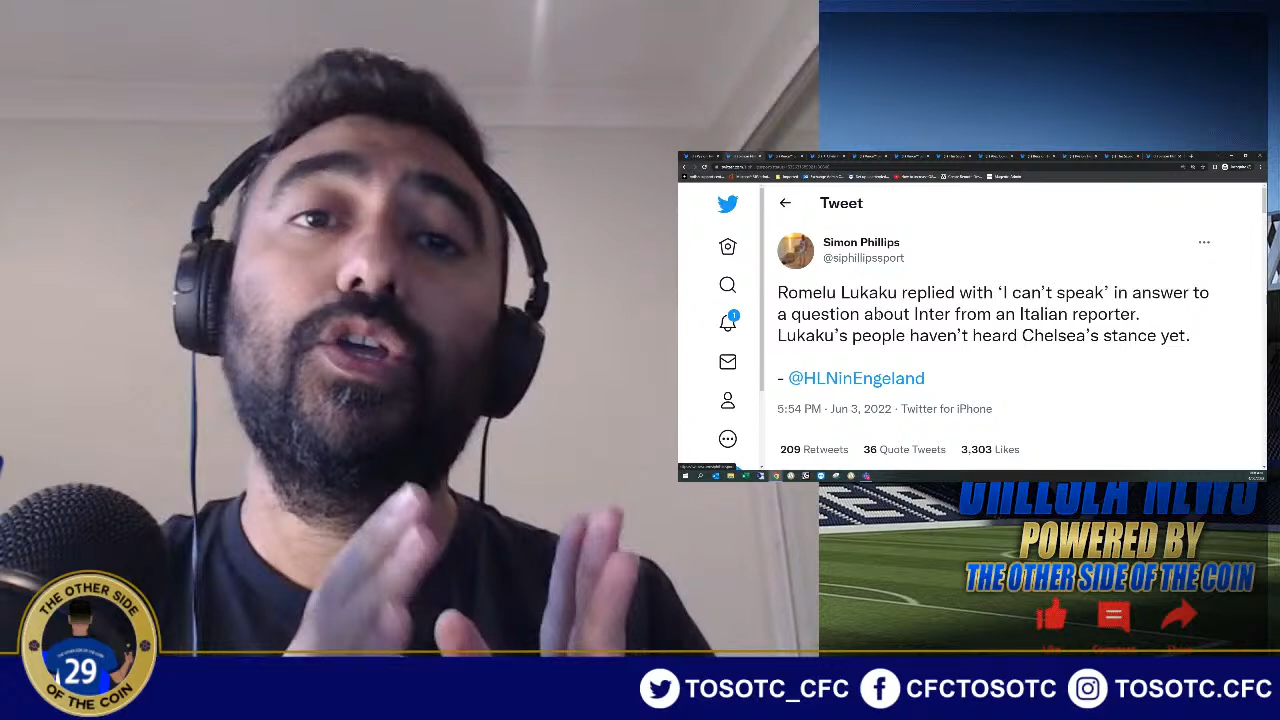 Tweet
Simon Phillips
@siphillipssport
Romelu Lukaku replied with ‘I can’t speak’ in answer to
a question about Inter from an Italian reporter.
Lukaku’s people haven’t heard Chelsea’s stance yet.
- @HLNinEngeland
5:54 PM · Jun 3, 2022 · Twitter for iPhone
209 Retweets 36 Quote Tweets 3,303 Likes
1
CHELSEA NEWS
POWERED BY
THE OTHER SIDE OF THE COIN
THE OTHER SIDE
29
OF THE COIN
TOSOTC_CFC CFCTOSOTC TOSOTC.CFC